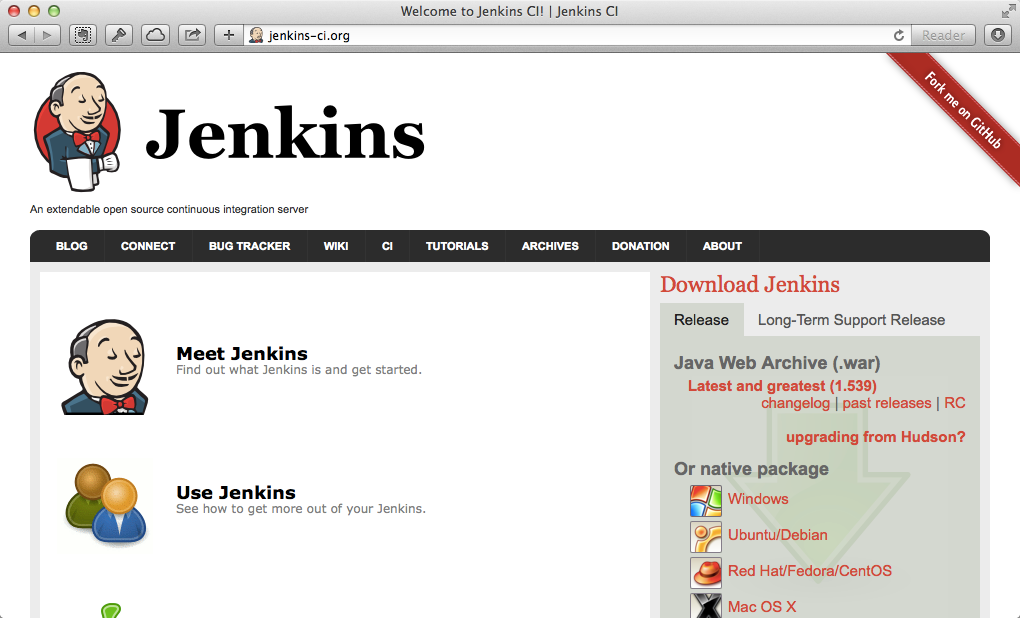 Welcome to Jenkins CI! | Jenkins CI
jenkins-ci.org
Reader
Fork me on GitHub
Jenkins
An extendable open source continuous integration server
BLOG CONNECT BUG TRACKER WIKI CI TUTORIALS ARCHIVES DONATION ABOUT
Meet Jenkins
Find out what Jenkins is and get started.
Use Jenkins
See how to get more out of your Jenkins.
Download Jenkins
Release Long-Term Support Release
Java Web Archive (.war)
Latest and greatest (1.539)
changelog | past releases | RC
upgrading from Hudson?
Or native package
Windows
Ubuntu/Debian
Red Hat/Fedora/CentOS
Mac OS X